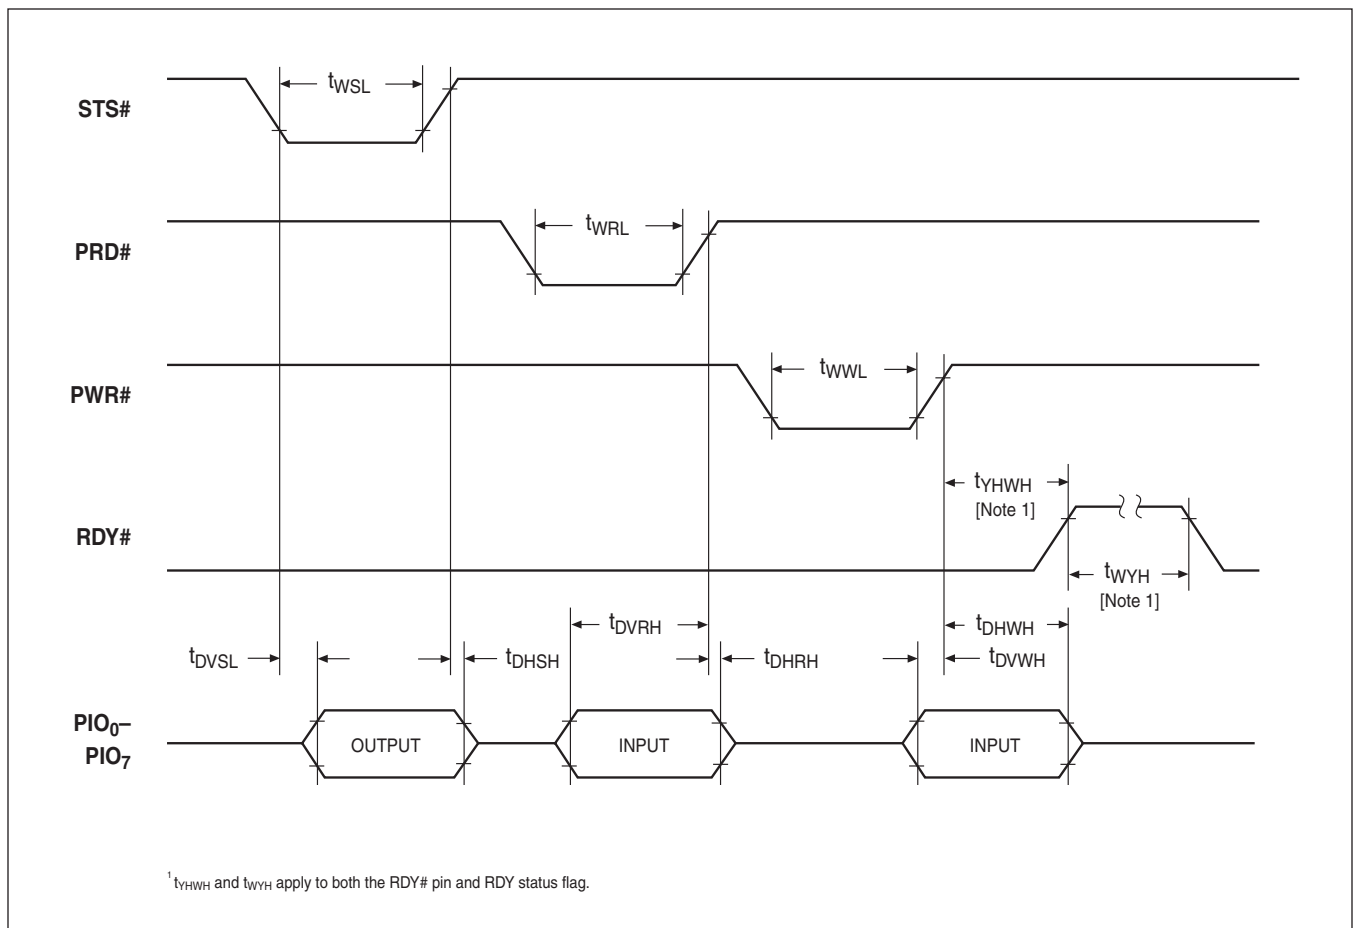 STS#
tWSL
PRD#
tWRL
PWR#
tWWL
RDY#
tYHWH
[Note 1]
tWYH
[Note 1]
tDVSL
tDHSH
tDVRH
tDHRH
tDHWH
tDVWH
PIO0–
PIO7
OUTPUT
INPUT
INPUT
1 tYHWH and tWYH apply to both the RDY# pin and RDY status flag.